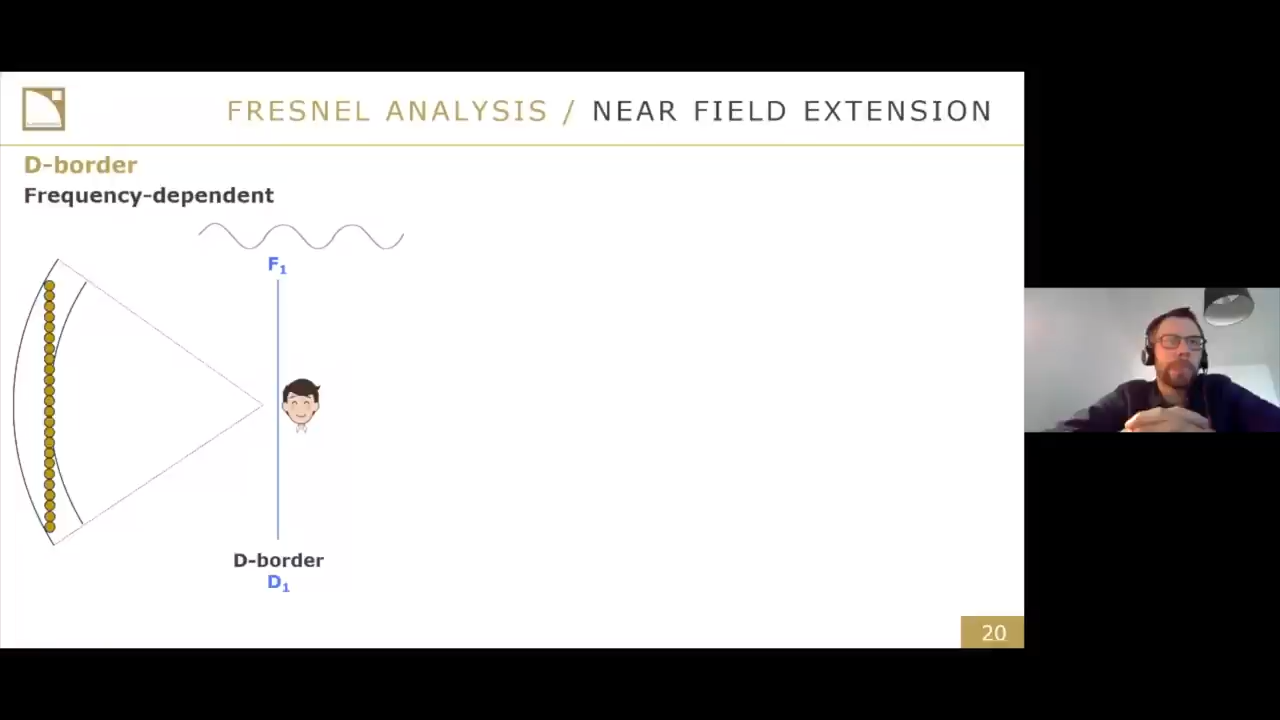 FRESNEL ANALYSIS / NEAR FIELD EXTENSION
D-border
Frequency-dependent
F₁
D-border
D₁
20